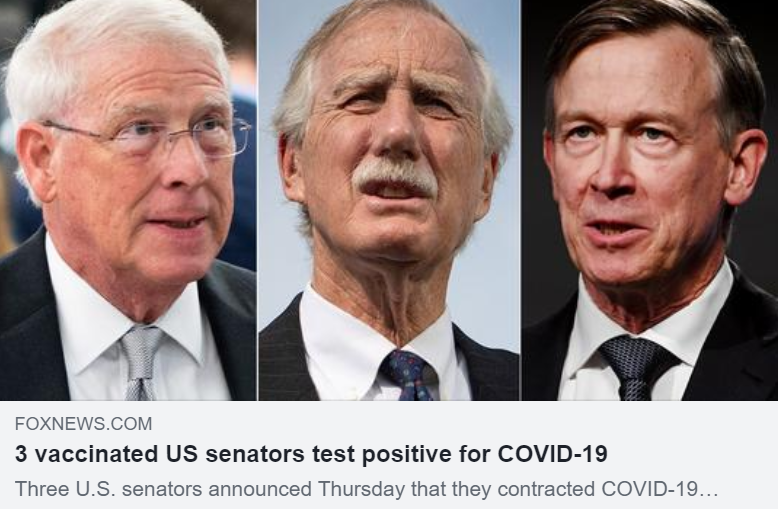 FOXNEWS.COM
3 vaccinated US senators test positive for COVID-19
Three U.S. senators announced Thursday that they contracted COVID-19…